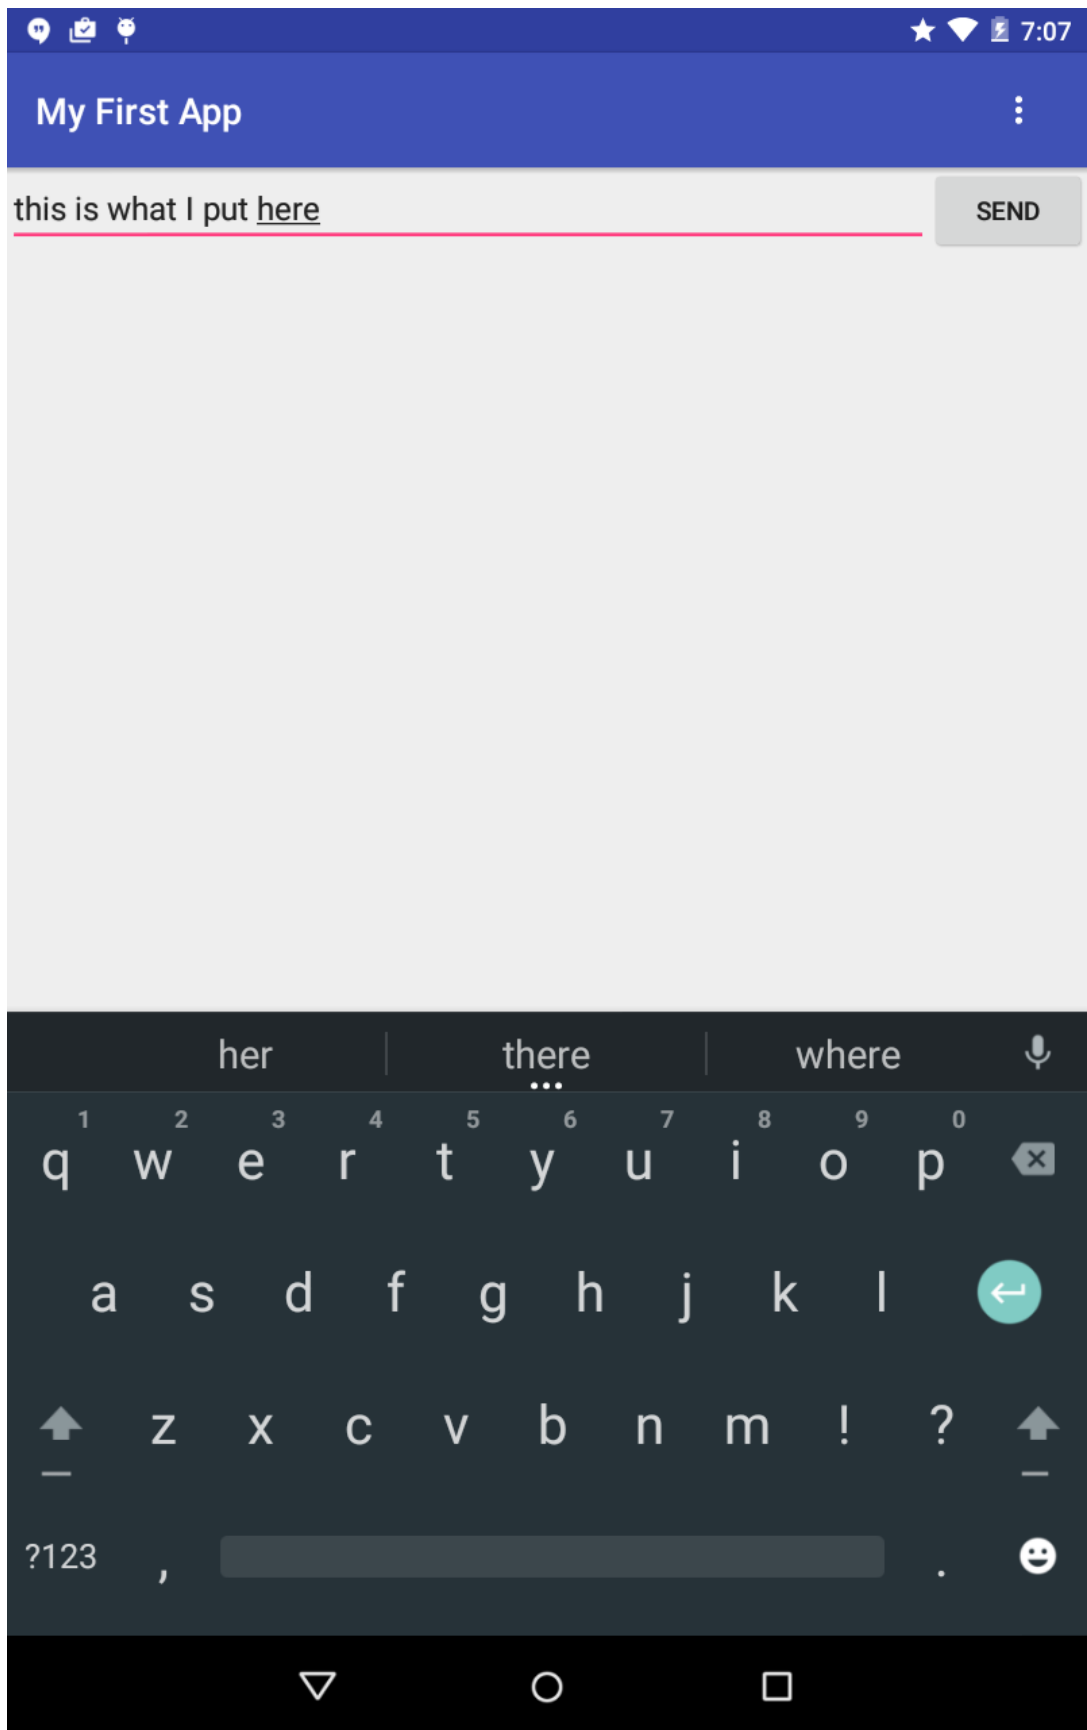 7:07
My First App
this is what I put here
SEND
her there where
1 2 3 4 5 6 7 8 9 0
q w e r t y u i o p
a s d f g h j k l
z x c v b n m ! ?
?123 , .